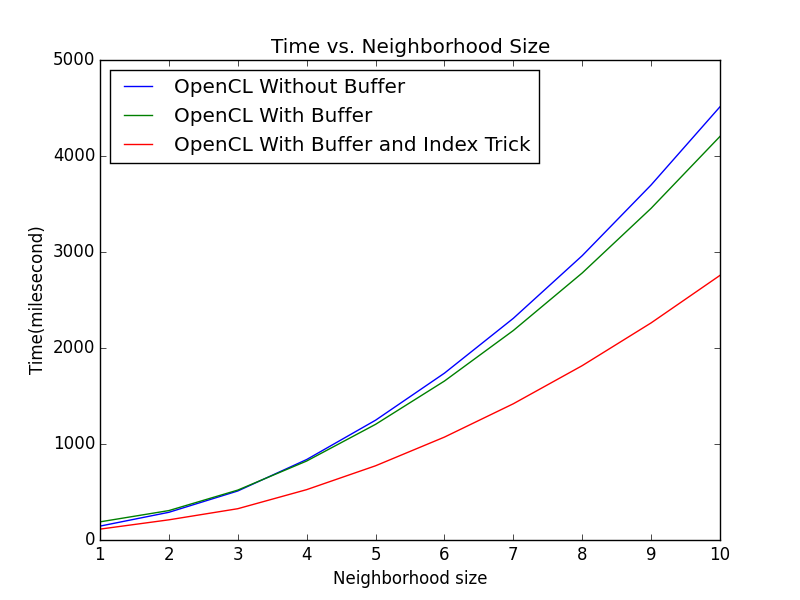 Time vs. Neighborhood Size
OpenCL Without Buffer
OpenCL With Buffer
OpenCL With Buffer and Index Trick
Time(milesecond)
5000
4000
3000
2000
1000
0
1 2 3 4 5 6 7 8 9 10
Neighborhood size